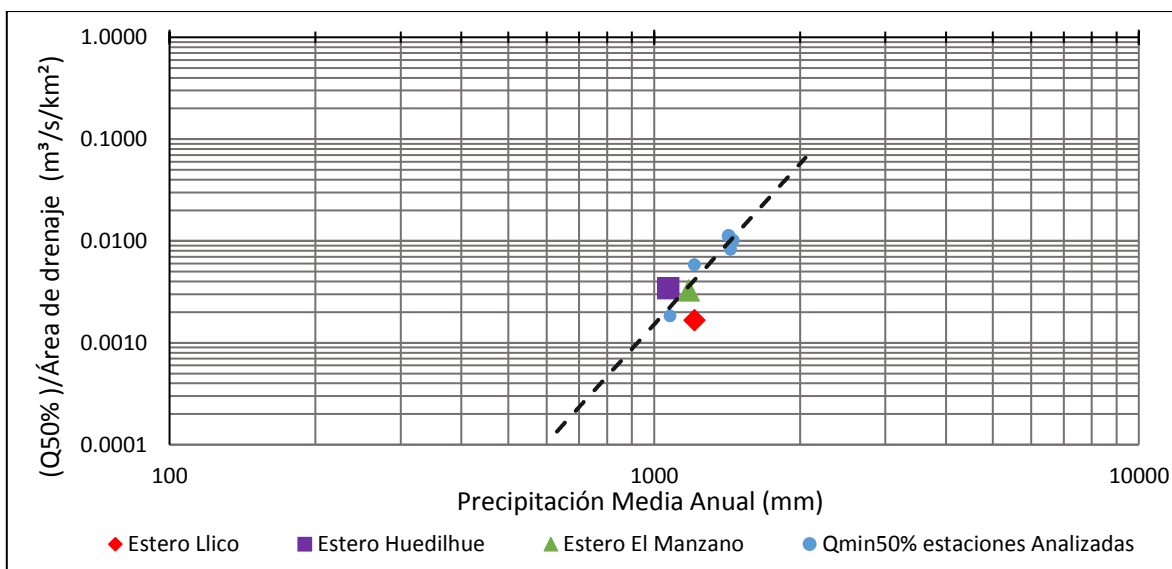 (Q50% )/Área de drenaje (m³/s/km²)
1.0000
0.1000
0.0100
0.0010
0.0001
100
1000
10000
Precipitación Media Anual (mm)
Estero Llico
Estero Huedilhue
Estero El Manzano
Qmin50% estaciones Analizadas